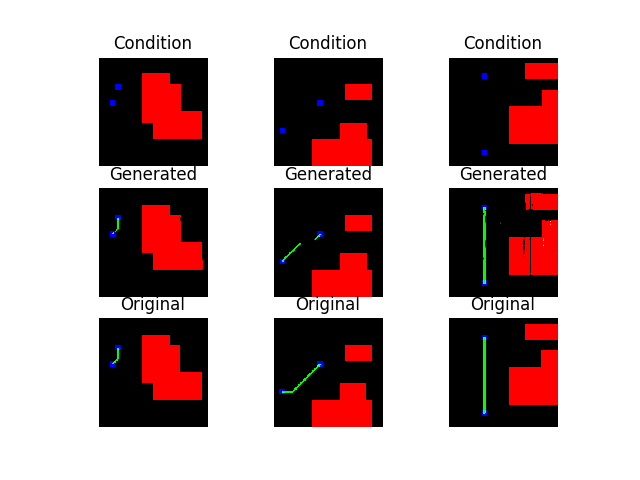 Condition Condition Condition
Generated Generated Generated
Original Original Original